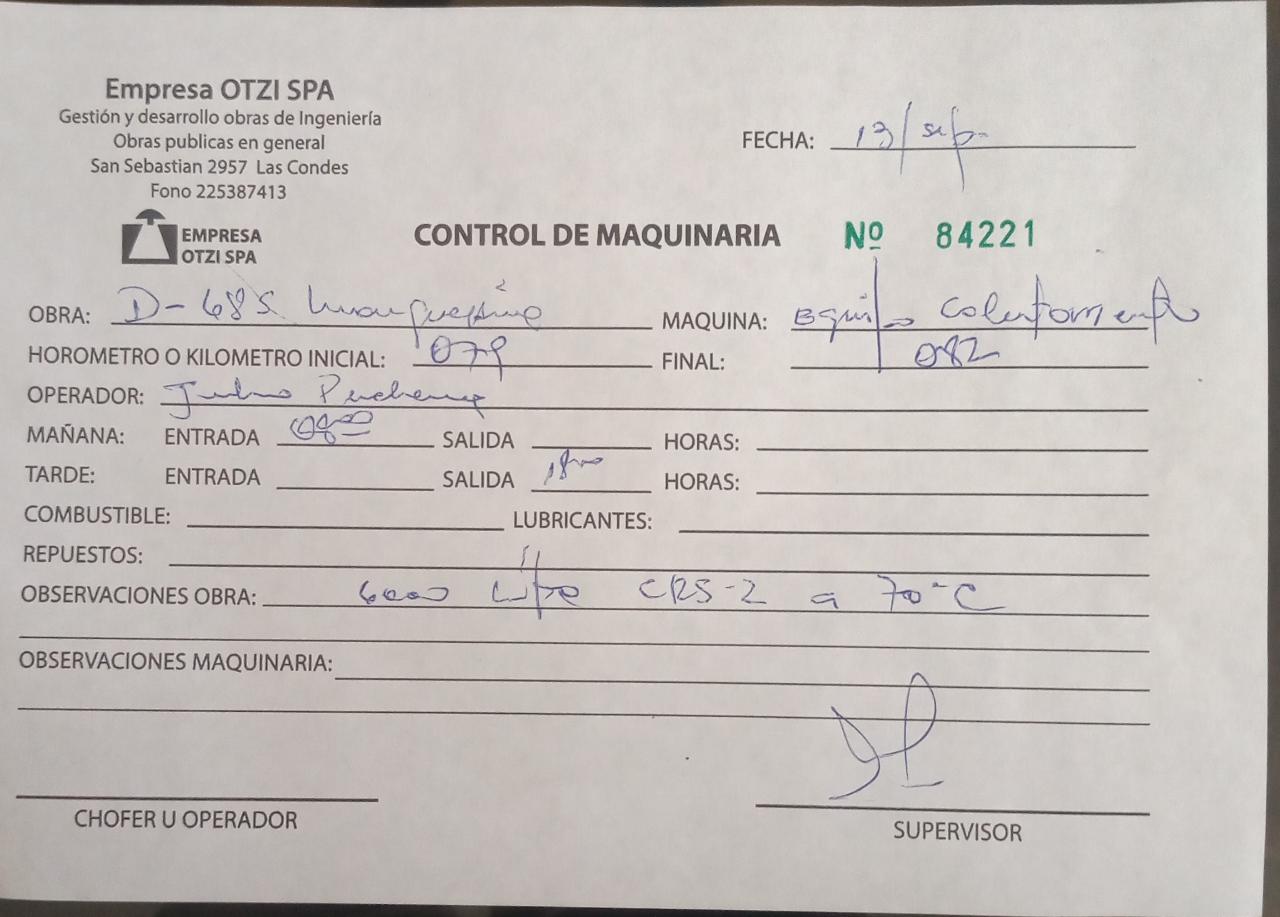 Empresa OTZI SPA
Gestión y desarrollo obras de Ingeniería
Obras publicas en general
San Sebastian 2957 Las Condes
Fono 225387413
FECHA: 13/sep.
EMPRESA
OTZI SPA
CONTROL DE MAQUINARIA Nº 84221
OBRA: D-685 MAQUINA: Equipo Calentamiento
HOROMETRO O KILOMETRO INICIAL: 079 FINAL: 082
OPERADOR: Julio
MAÑANA: ENTRADA 08:00 SALIDA HORAS:
TARDE: ENTRADA SALIDA 18:00 HORAS:
COMBUSTIBLE: LUBRICANTES:
REPUESTOS:
OBSERVACIONES OBRA: 6000 CRS-2 a 70°C
OBSERVACIONES MAQUINARIA:
CHOFER U OPERADOR
SUPERVISOR